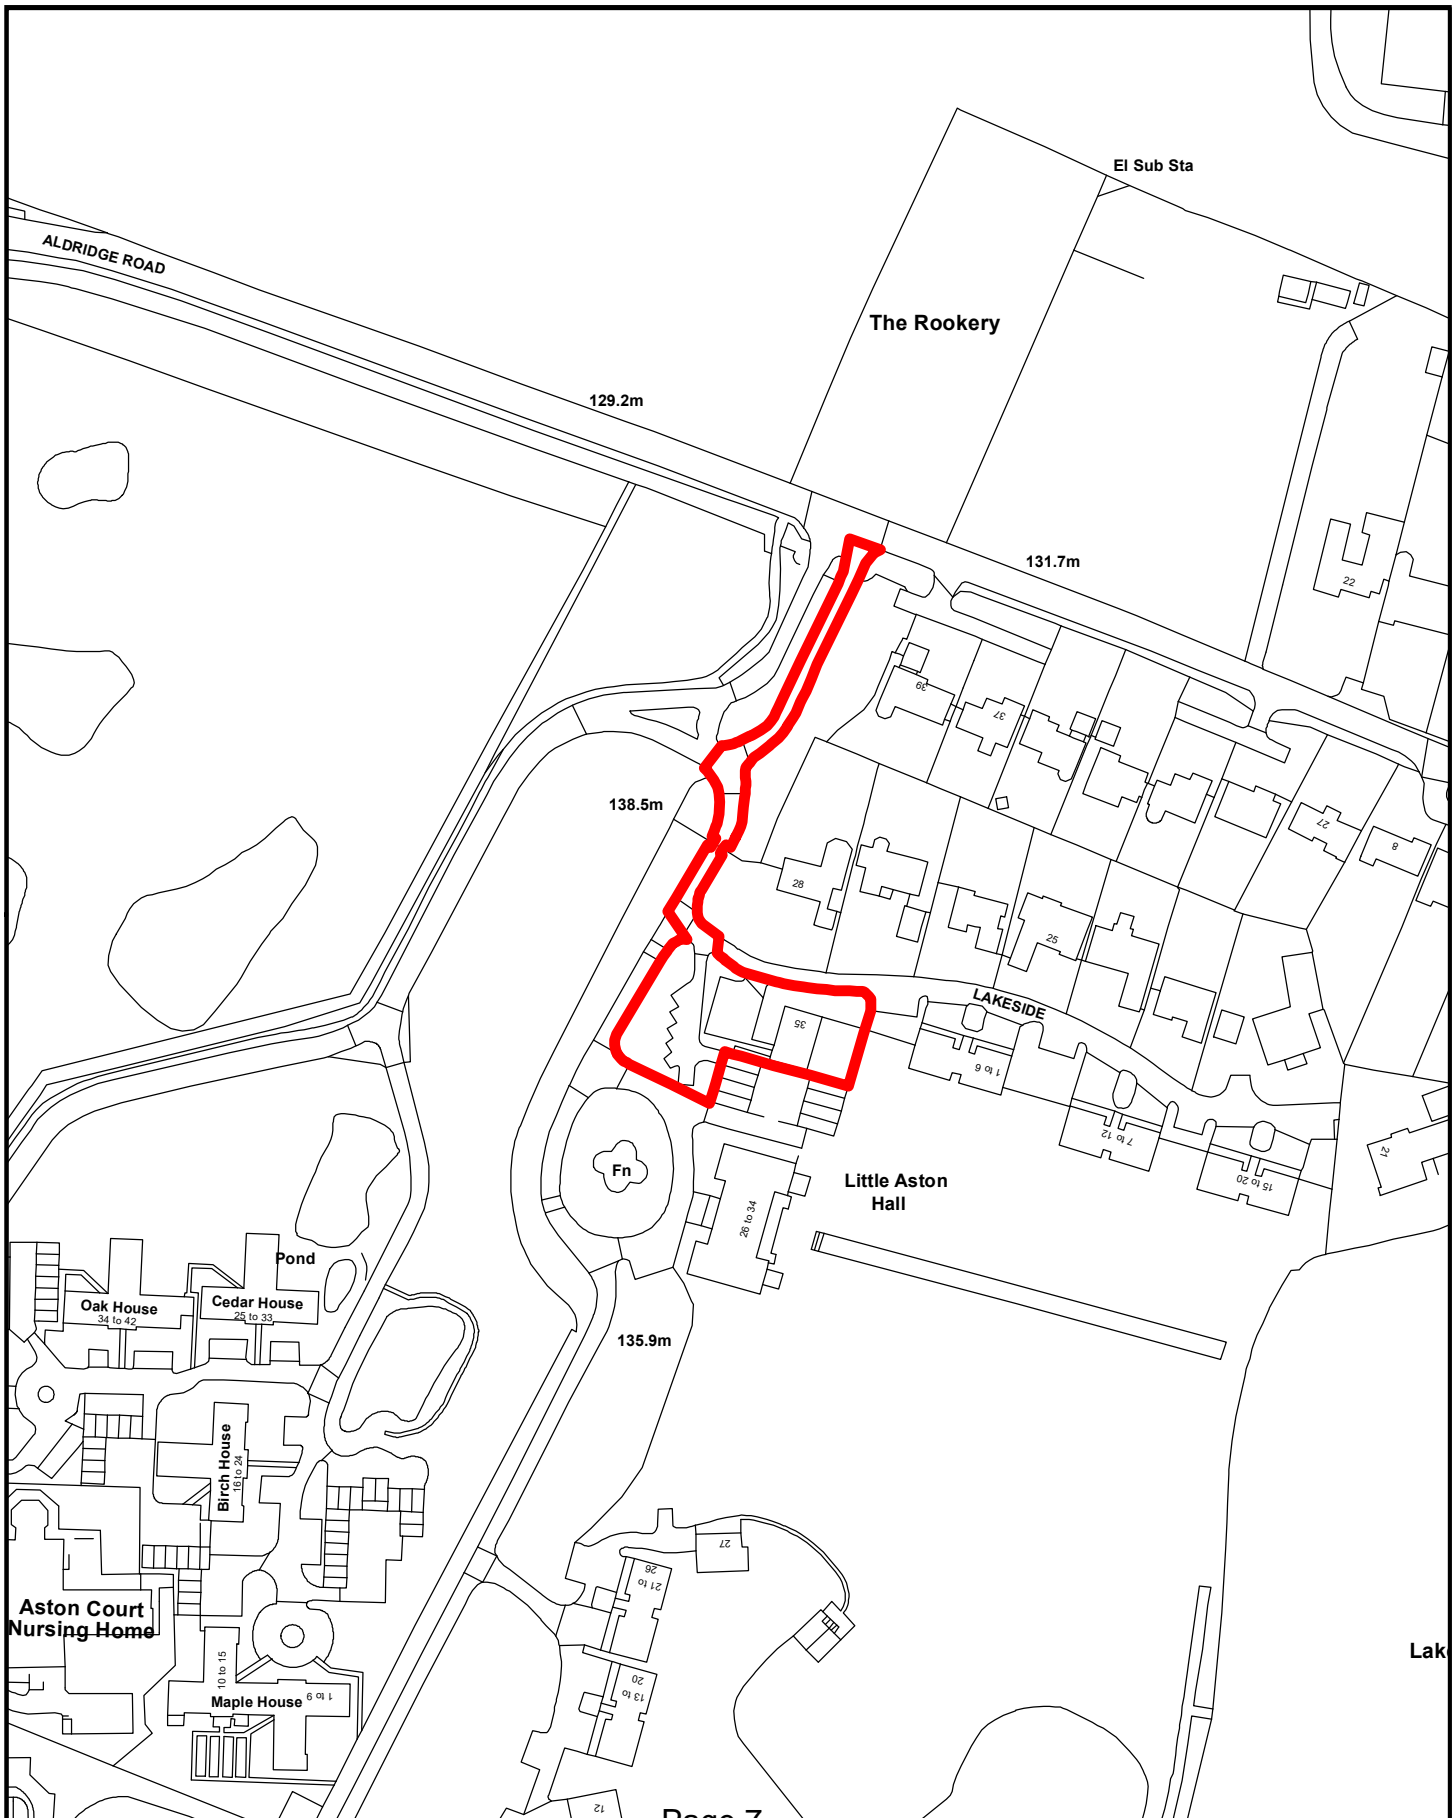 El Sub Sta
ALDRIDGE ROAD
The Rookery
129.2m
131.7m
22
39
37
138.5m
27
8
28
25
LAKESIDE
35
1 to 6
7 to 12
15 to 20
21
Fn
Little Aston
Hall
26 to 34
Pond
Oak House
34 to 42
Cedar House
25 to 33
135.9m
Birch House
16 to 24
27
21 to
26
Aston Court
Nursing Home
10 to 15
Maple House
1 to 9
13 to
20
Lak
12
Page 7